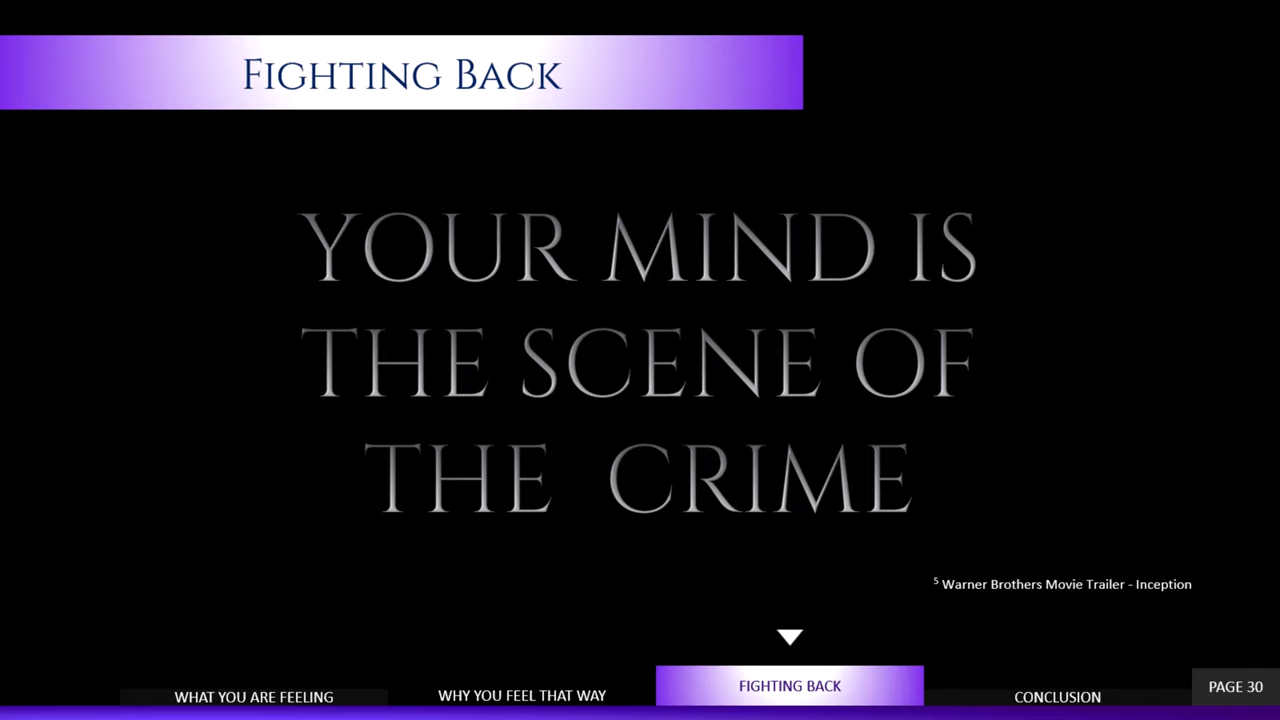 Fighting Back
YOUR MIND IS
THE SCENE OF
THE CRIME
5 Warner Brothers Movie Trailer - Inception
WHAT YOU ARE FEELING
WHY YOU FEEL THAT WAY
FIGHTING BACK
CONCLUSION
PAGE 30